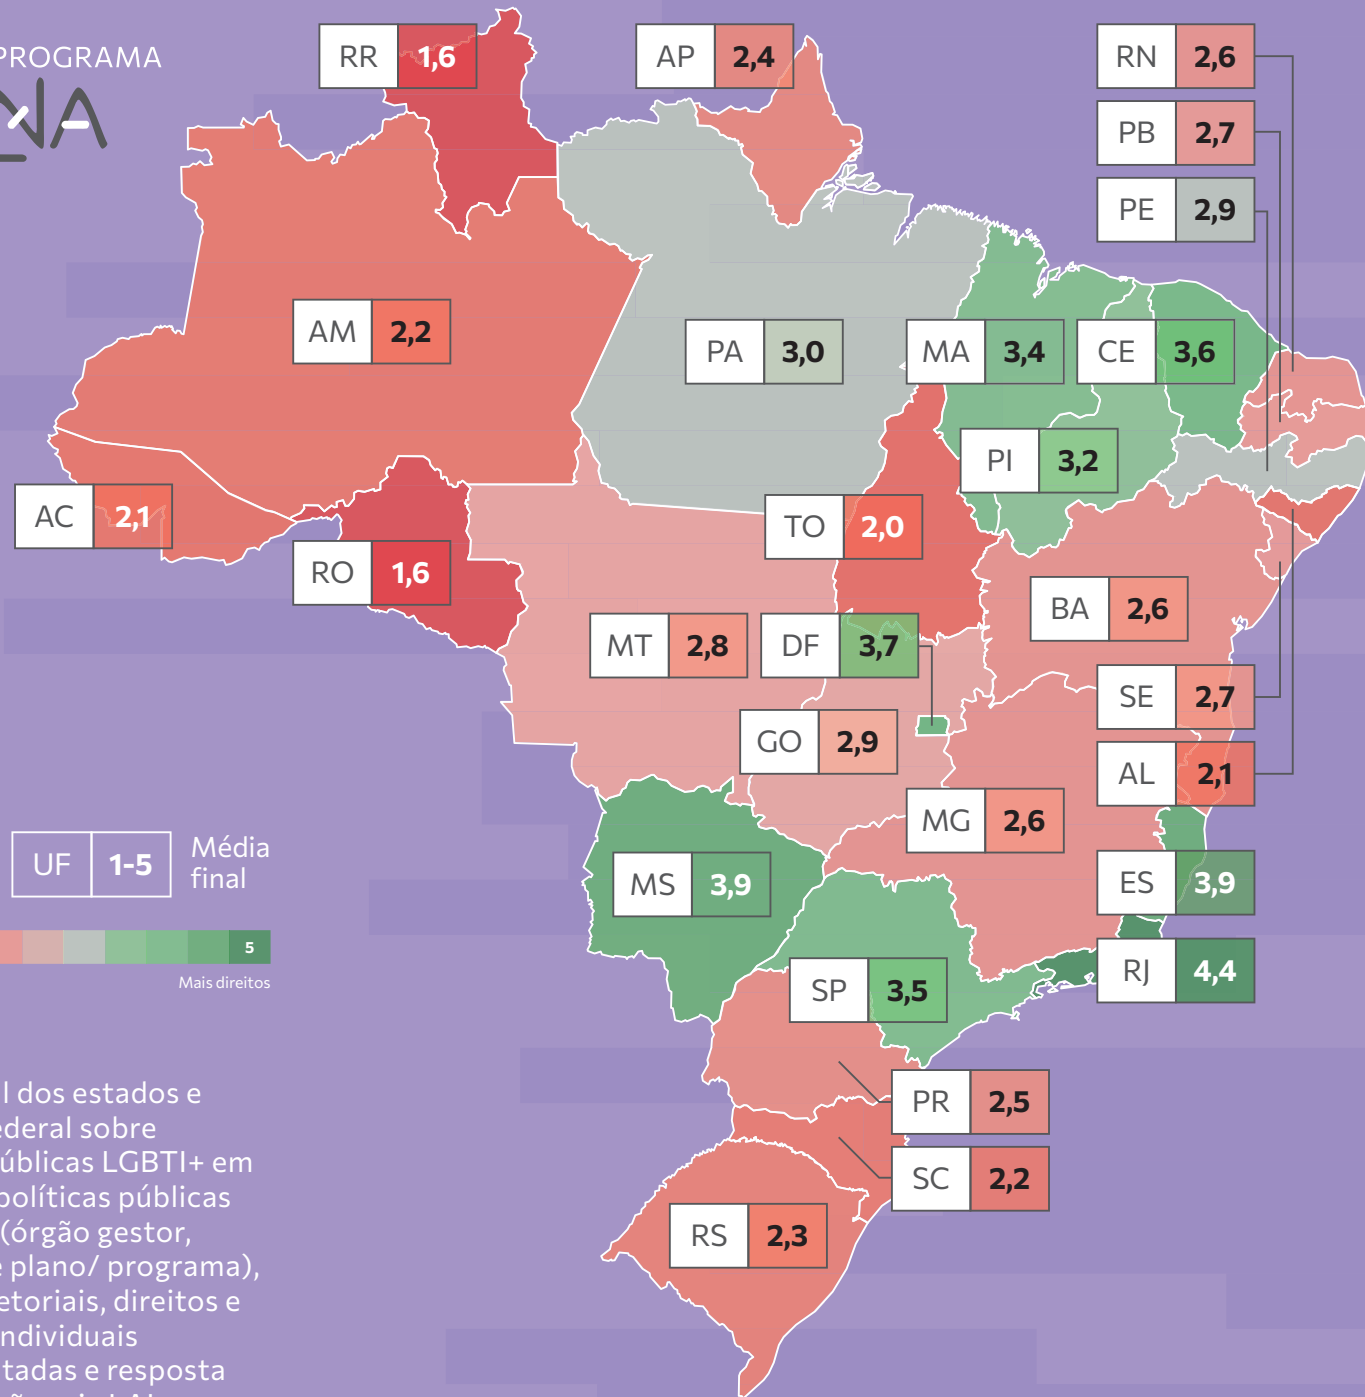 PROGRAMA
RR 1,6
AP 2,4
RN 2,6
PB 2,7
PE 2,9
AM 2,2
PA 3,0
MA 3,4
CE 3,6
PI 3,2
AC 2,1
TO 2,0
RO 1,6
BA 2,6
MT 2,8
DF 3,7
SE 2,7
GO 2,9
AL 2,1
MG 2,6
UF 1-5
Média
final
MS 3,9
ES 3,9
5
Mais direitos
SP 3,5
RJ 4,4
PR 2,5
SC 2,2
RS 2,3
l dos estados e
ederal sobre
úblicas LGBTI+ em
políticas públicas
(órgão gestor,
e plano/ programa),
etoriais, direitos e
ndividuais
tadas e resposta